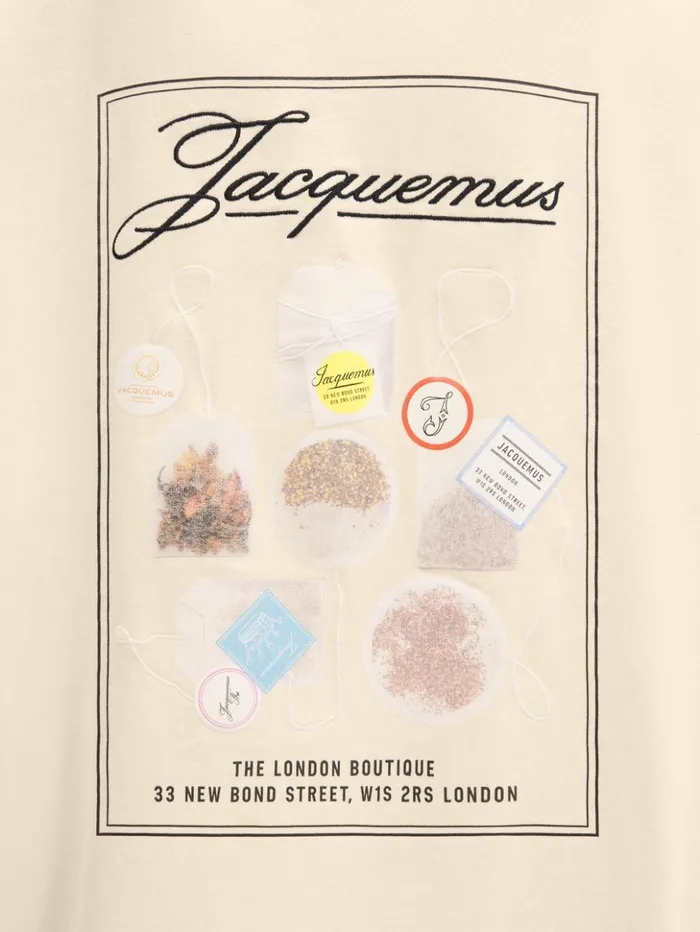 Jacquemus
JACQUEMUS
Jacquemus
33 NEW BOND STREET,
W1S 2RS LONDON
J
JACQUEMUS
LONDON
33 NEW BOND STREET,
W1S 2RS LONDON
Jacquemus
THE LONDON BOUTIQUE
33 NEW BOND STREET, W1S 2RS LONDON